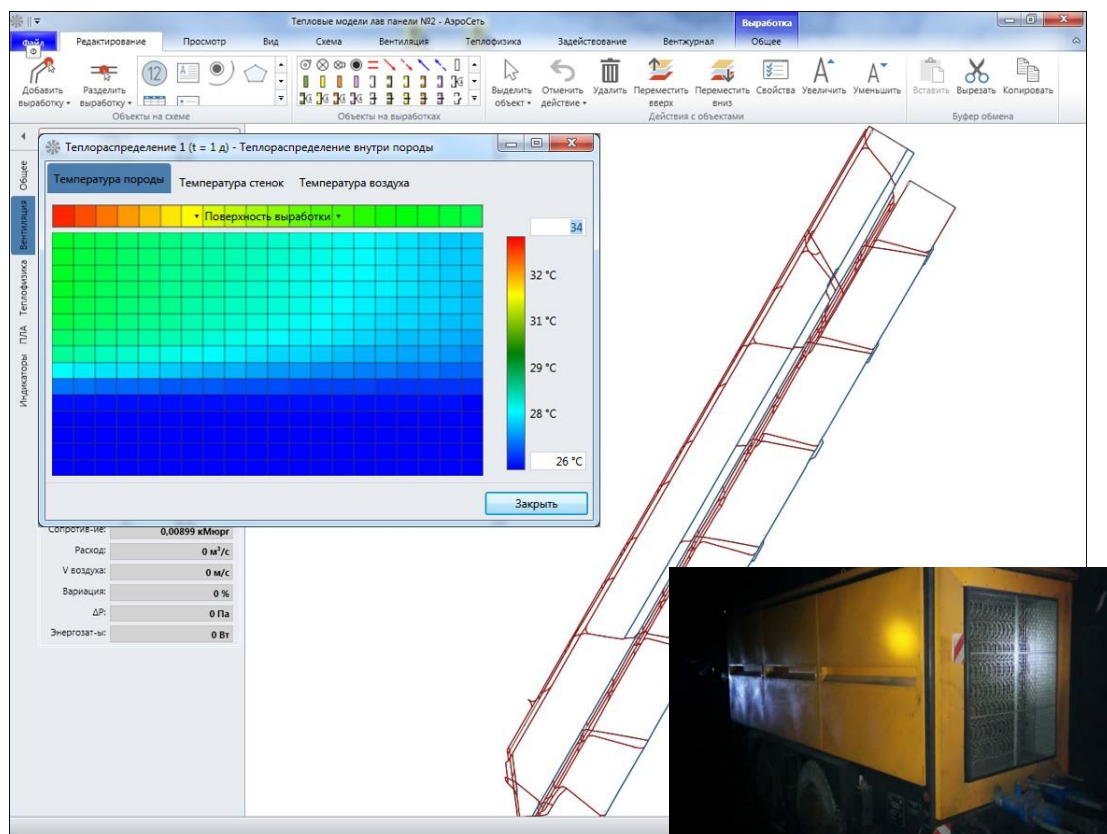 Тепловые модели лав панели №2 - АэроСеть
Выработка
Файл Редактирование Просмотр Вид Схема Вентиляция Теплофизика Задействование Вентжурнал Общее
Ф
Добавить выработку
Разделить выработку
12
A
Выделить объект
Отменить действие
Удалить
Переместить вверх
Переместить вниз
Свойства
Увеличить
Уменьшить
Вставить
Вырезать
Копировать
Объекты на схеме
Объекты на выработках
Действия с объектами
Буфер обмена
Общее
Вентиляция
Теплофизика
ПЛА
Индикаторы
Теплораспределение 1 (t = 1 д) - Теплораспределение внутри породы
Температура породы Температура стенок Температура воздуха
Поверхность выработки
34
32 °C
31 °C
29 °C
28 °C
26 °C
Закрыть
Сопротив-ие: 0,00899 кМюрг
Расход: 0 м³/с
V воздуха: 0 м/с
Вариация: 0 %
ΔP: 0 Па
Энергозат-ы: 0 Вт